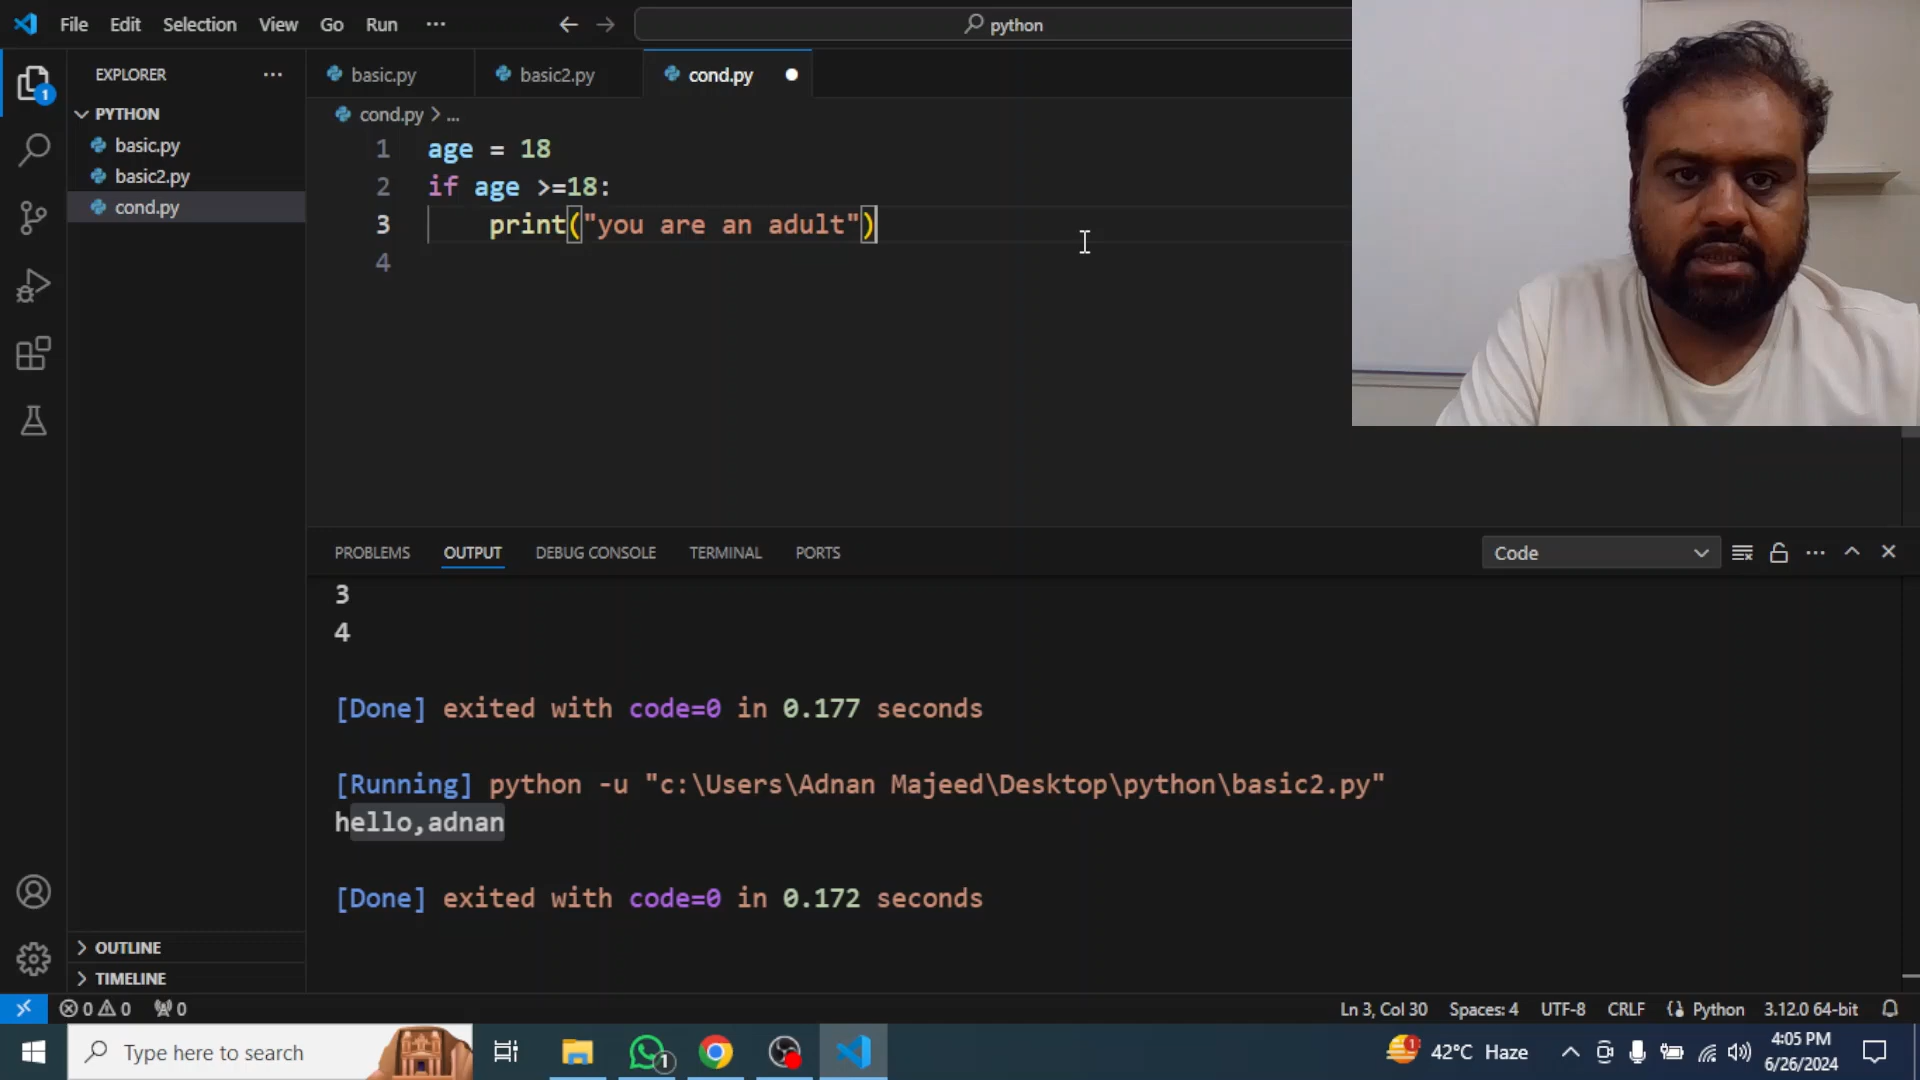 File Edit Selection View Go Run ...
python
EXPLORER ...
basic.py basic2.py cond.py
PYTHON
basic.py
basic2.py
cond.py
cond.py > ...
1 age = 18
2 if age >=18:
3 print("you are an adult")
4
PROBLEMS OUTPUT DEBUG CONSOLE TERMINAL PORTS
Code
3
4
[Done] exited with code=0 in 0.177 seconds
[Running] python -u "c:\Users\Adnan Majeed\Desktop\python\basic2.py"
hello,adnan
[Done] exited with code=0 in 0.172 seconds
OUTLINE
TIMELINE
0 0 0
Ln 3, Col 30 Spaces: 4 UTF-8 CRLF Python 3.12.0 64-bit
Type here to search
1
1
1
42°C Haze
4:05 PM
6/26/2024